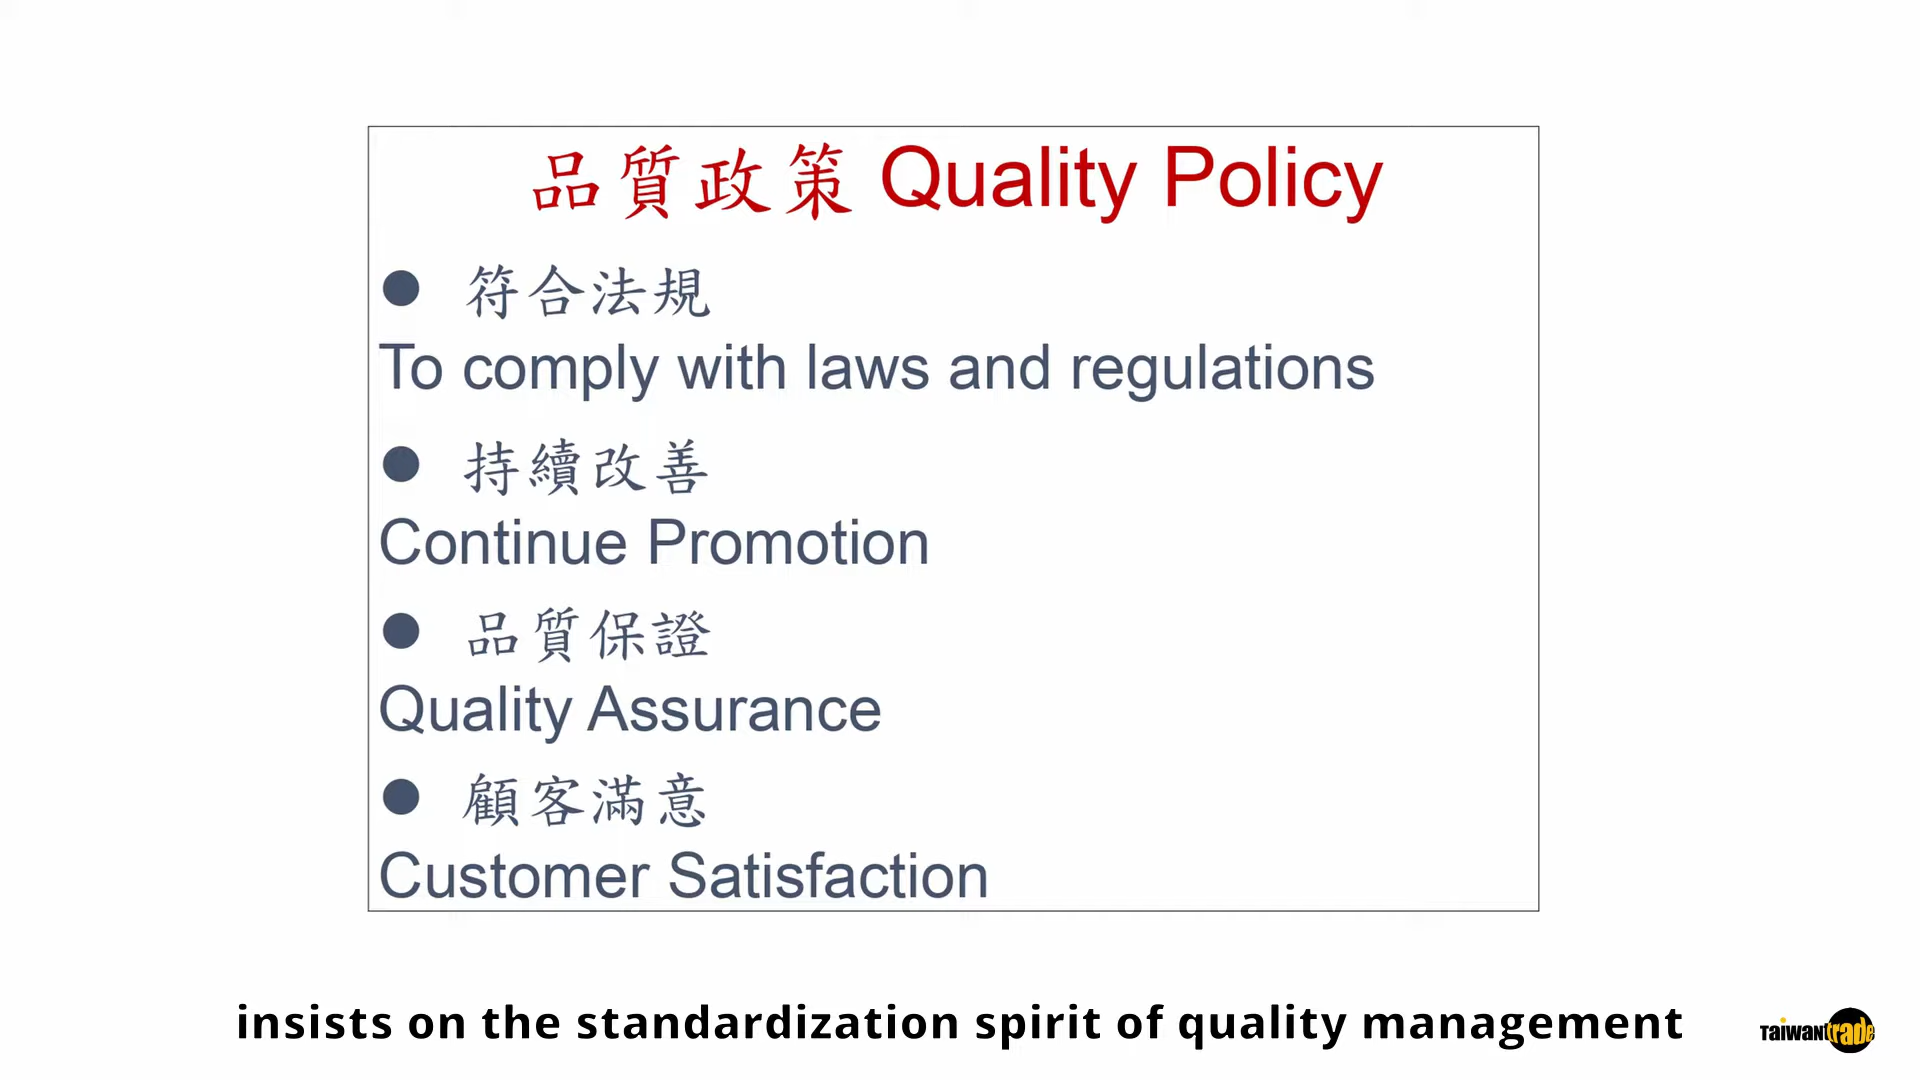 品質政策 Quality Policy
● 符合法規
To comply with laws and regulations
● 持續改善
Continue Promotion
● 品質保證
Quality Assurance
● 顧客滿意
Customer Satisfaction
insists on the standardization spirit of quality management
Taiwantrade